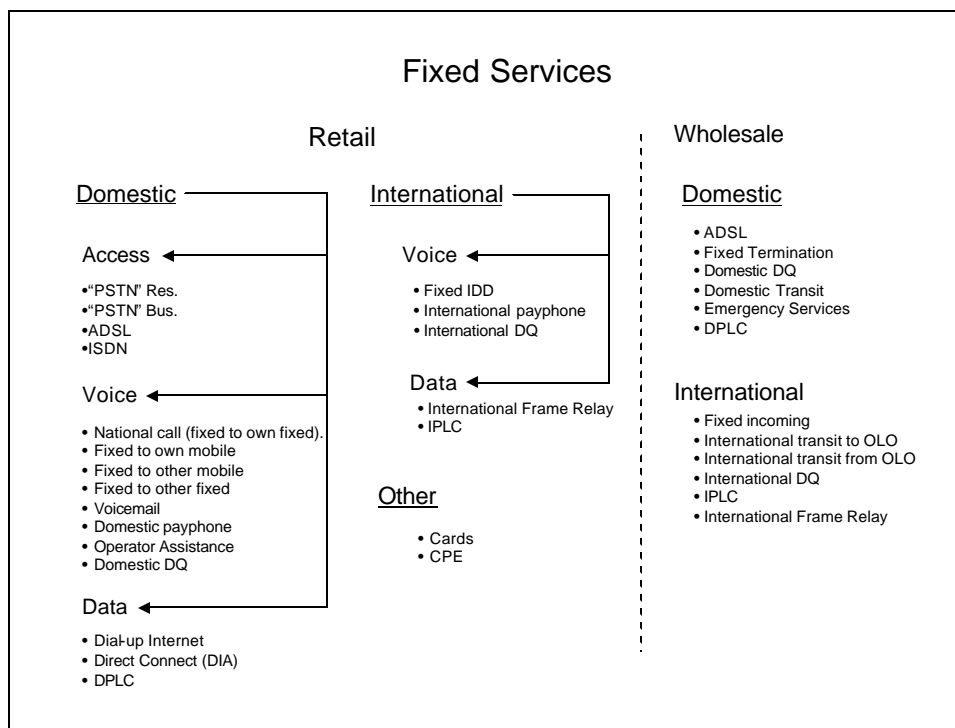 Fixed Services
Retail
Domestic
Access
•“PSTN” Res.
•“PSTN” Bus.
•ADSL
•ISDN
Voice
• National call (fixed to own fixed).
• Fixed to own mobile
• Fixed to other mobile
• Fixed to other fixed
• Voicemail
• Domestic payphone
• Operator Assistance
• Domestic DQ
Data
• Dial-up Internet
• Direct Connect (DIA)
• DPLC
International
Voice
• Fixed IDD
• International payphone
• International DQ
Data
• International Frame Relay
• IPLC
Other
• Cards
• CPE
Wholesale
Domestic
• ADSL
• Fixed Termination
• Domestic DQ
• Domestic Transit
• Emergency Services
• DPLC
International
• Fixed incoming
• International transit to OLO
• International transit from OLO
• International DQ
• IPLC
• International Frame Relay